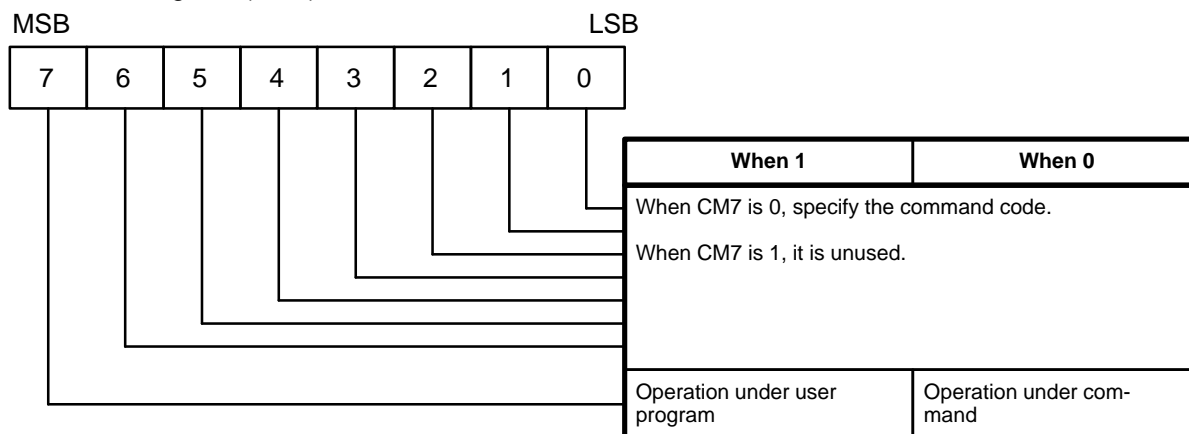 MSB LSB
7 6 5 4 3 2 1 0
When 1 When 0
When CM7 is 0, specify the command code.
When CM7 is 1, it is unused.
Operation under user
program
Operation under com-
mand